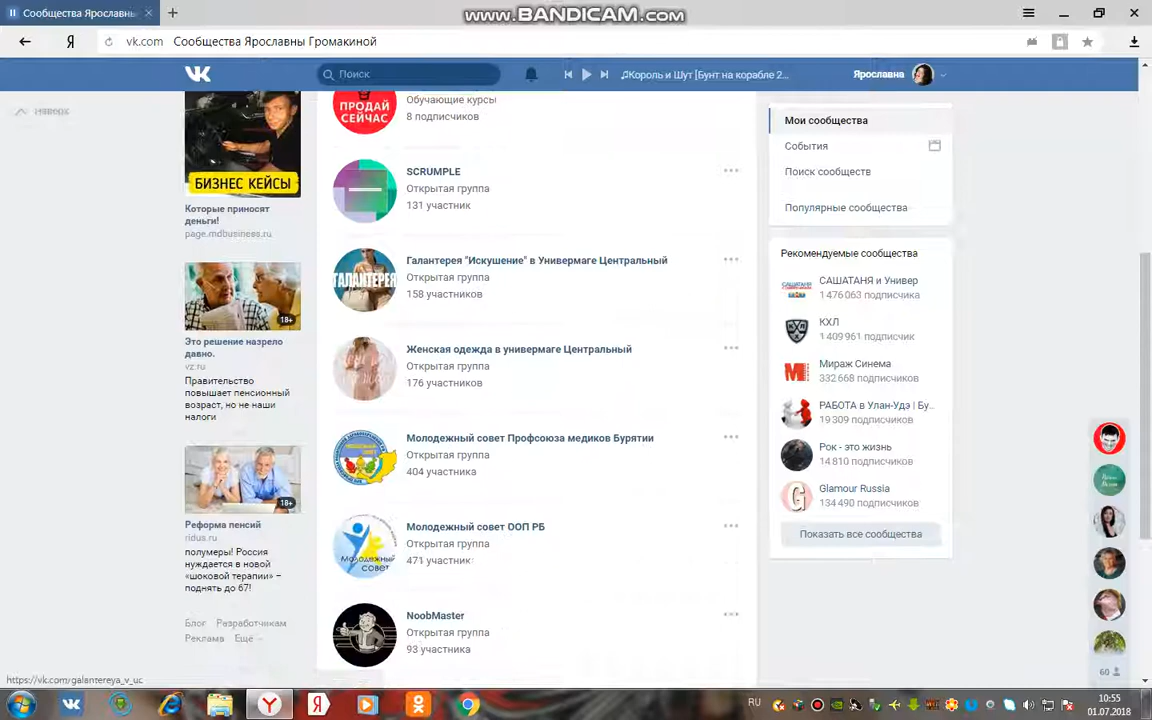 Сообщества Ярославны
www.BANDICAM.com
Я
vk.com
Сообщества Ярославны Громакиной
Поиск
Король и Шут [Бунт на корабле 2...
Ярославна
Наверх
БИЗНЕС КЕЙСЫ
Которые приносят
деньги!
page.mdbusiness.ru
18+
Это решение назрело
давно.
vz.ru
Правительство
повышает пенсионный
возраст, но не наши
налоги
18+
Реформа пенсий
ridus.ru
полумеры! Россия
нуждается в новой
«шоковой терапии» –
поднять до 67!
Блог Разработчикам
Реклама Ещё
ПРОДАЙ
СЕЙЧАС
Обучающие курсы
8 подписчиков
SCRUMPLE
Открытая группа
131 участник
ГАЛАНТЕРЕЯ
Галантерея "Искушение" в Универмаге Центральный
Открытая группа
158 участников
Женская одежда в универмаге Центральный
Открытая группа
176 участников
Молодежный совет Профсоюза медиков Бурятии
Открытая группа
404 участника
Молодежный
совет
Молодежный совет ООП РБ
Открытая группа
471 участник
NoobMaster
Открытая группа
93 участника
Мои сообщества
События
Поиск сообществ
Популярные сообщества
Рекомендуемые сообщества
САШАТАНЯ
САШАТАНЯ и Универ
1 476 063 подписчика
КХЛ
1 409 961 подписчик
Мираж Синема
332 668 подписчиков
РАБОТА в Улан-Удэ | Бу..
19 309 подписчиков
Рок - это жизнь
14 810 подписчиков
G
Glamour Russia
134 490 подписчиков
Показать все сообщества
60
https://vk.com/galantereya_v_uc
RU
10:55
01.07.2018